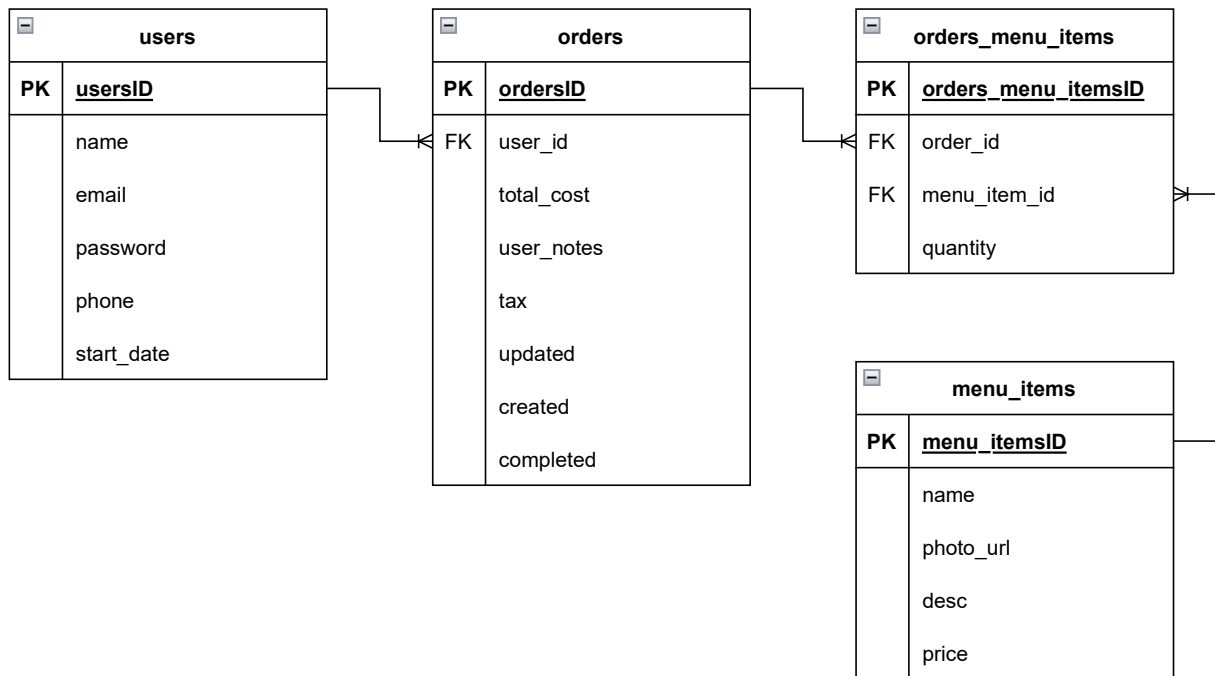 users
PK usersID
name
email
password
phone
start_date
orders
PK ordersID
FK user_id
total_cost
user_notes
tax
updated
created
completed
orders_menu_items
PK orders_menu_itemsID
FK order_id
FK menu_item_id
quantity
menu_items
PK menu_itemsID
name
photo_url
desc
price